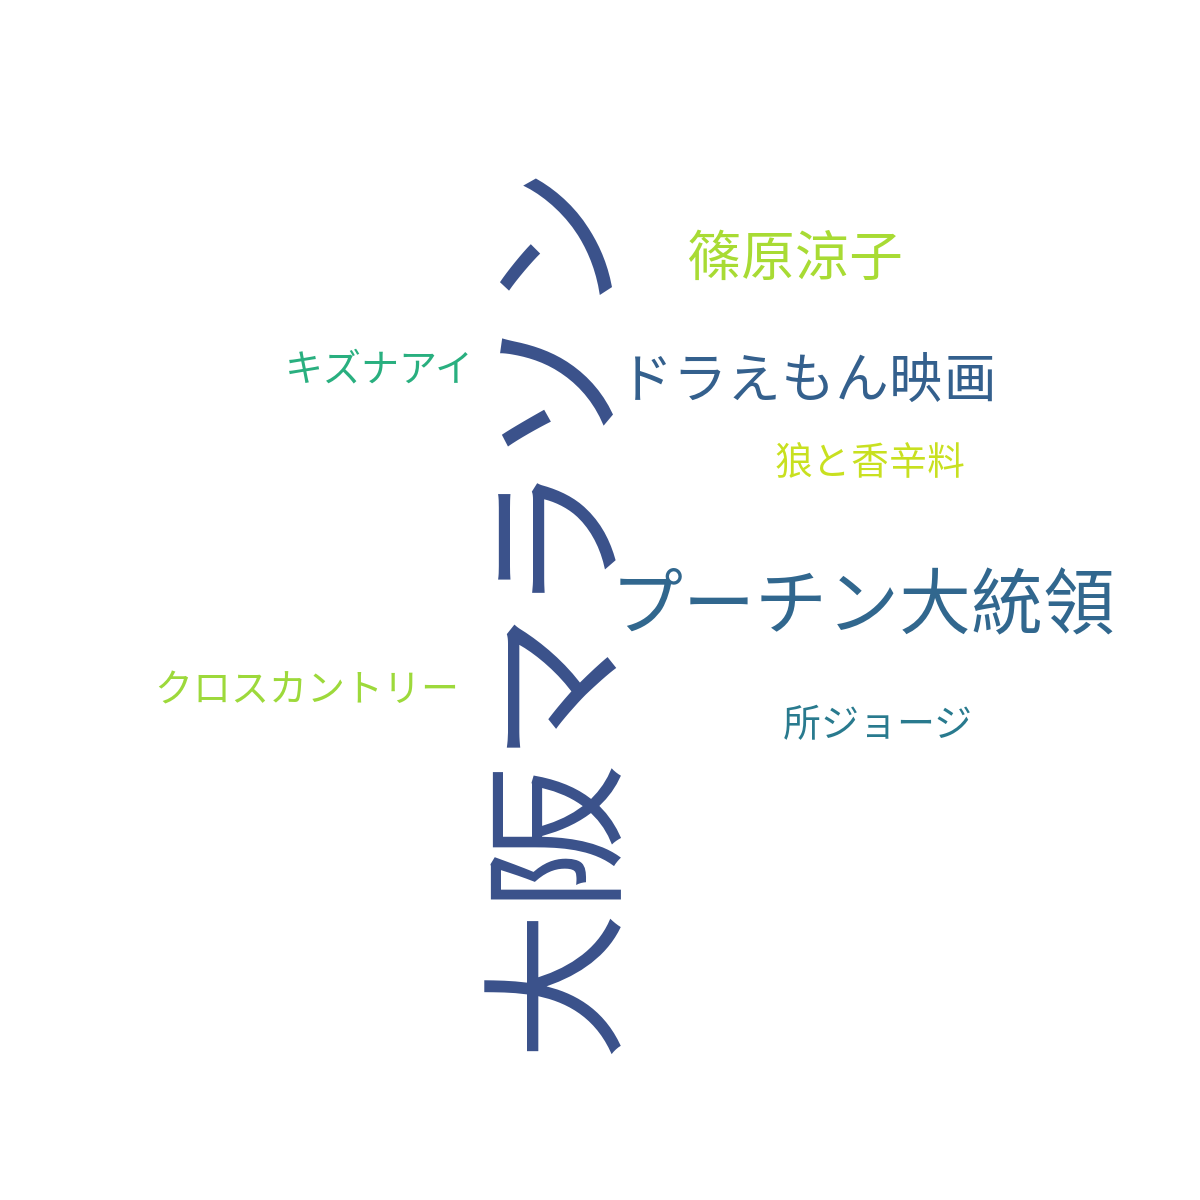 篠原涼子
キズナアイ
ドラえもん映画
狼と香辛料
大阪マラソン
プーチン大統領
クロスカントリー
所ジョージ